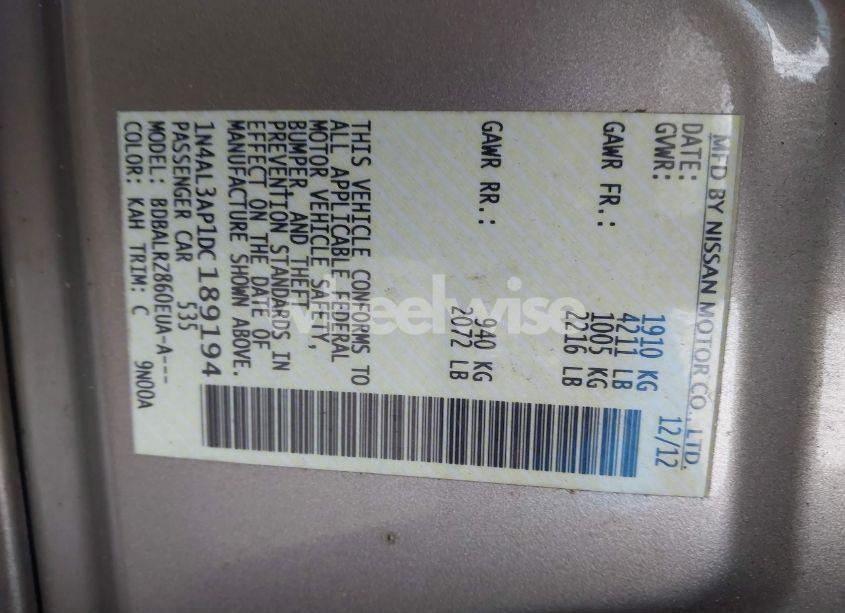 MFD BY NISSAN MOTOR CO., LTD.
DATE: 12/12
GVWR: 1910 KG
4211 LB
GAWR FR.: 1005 KG
2216 LB
GAWR RR.: 940 KG
2072 LB
THIS VEHICLE CONFORMS TO
ALL APPLICABLE FEDERAL
MOTOR VEHICLE SAFETY,
BUMPER, AND THEFT
PREVENTION STANDARDS IN
EFFECT ON THE DATE OF
MANUFACTURE SHOWN ABOVE.
1N4AL3AP1DC189194
PASSENGER CAR 535
MODEL: BDBALRZ860EUA-A---
COLOR: KAH TRIM: C 9N00A
wheelwise